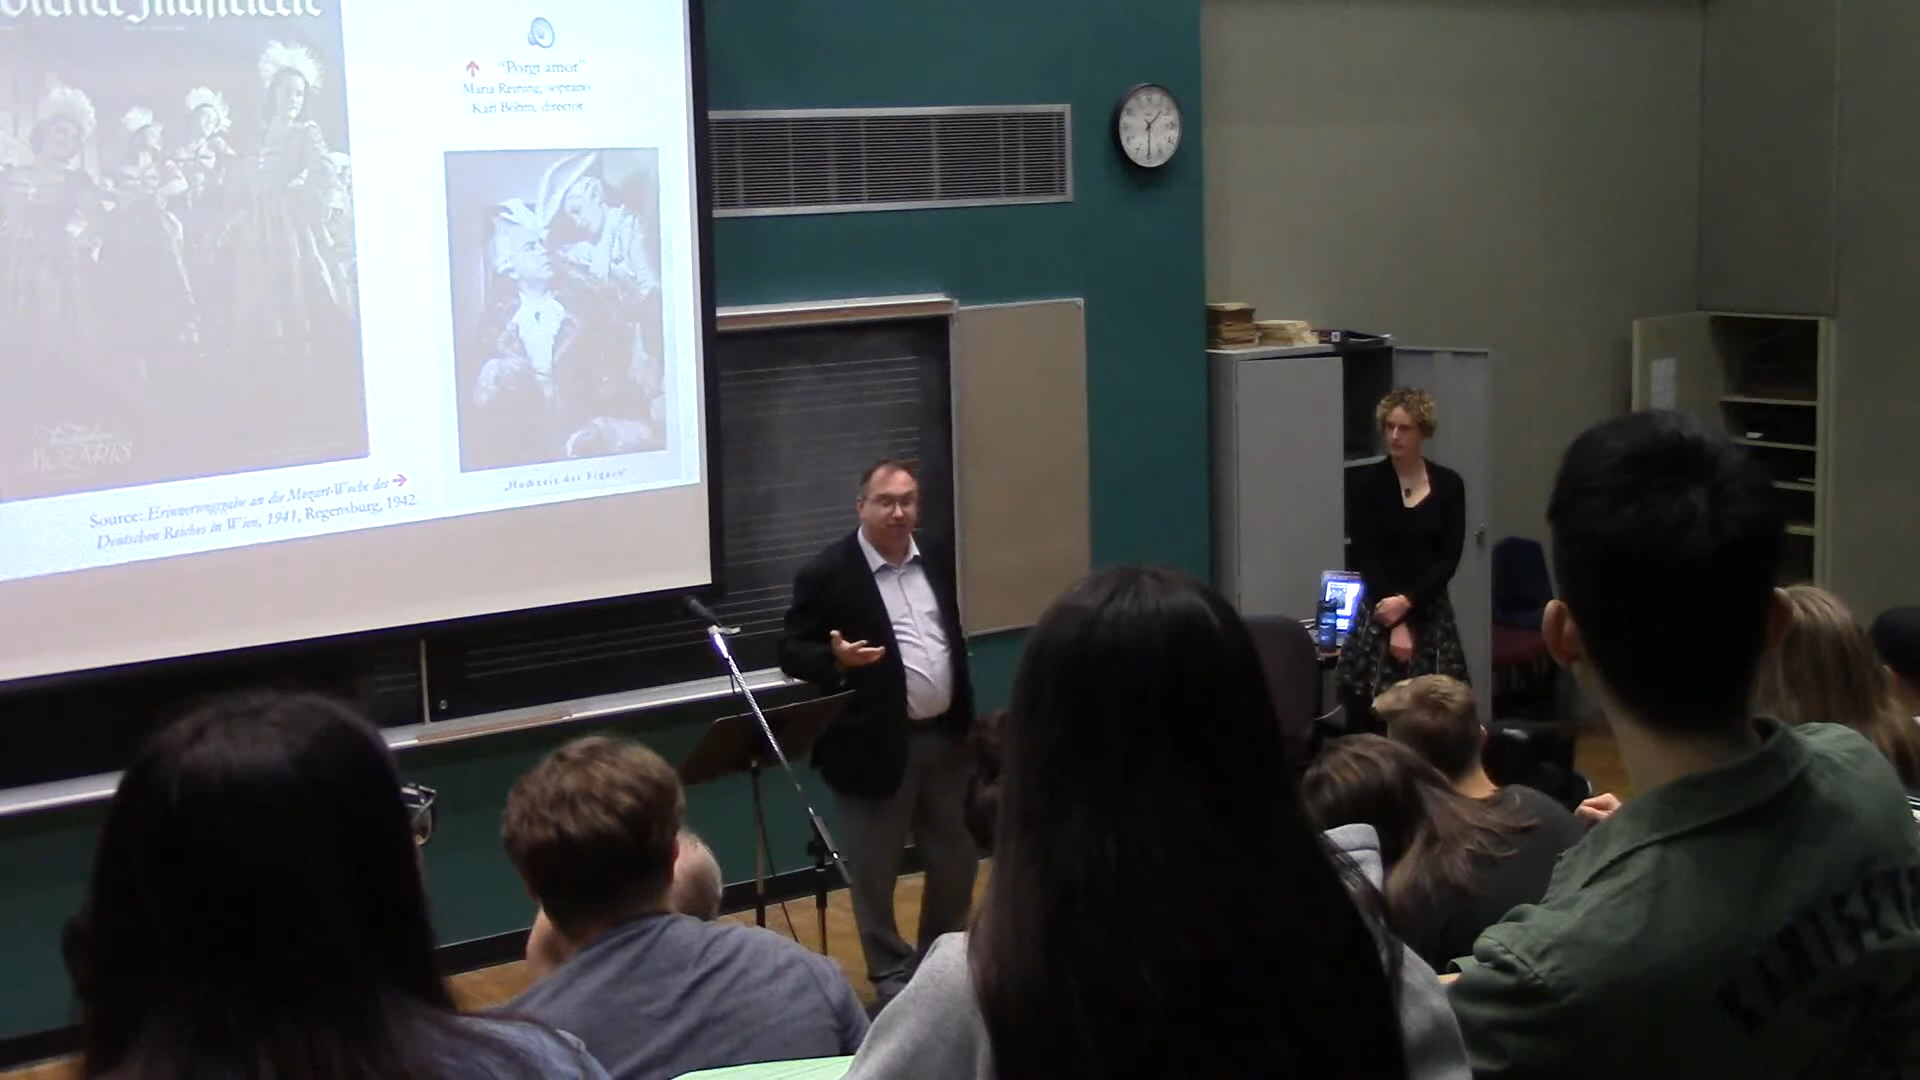 "Porgi amor"
Maria Reining, soprano
Karl Böhm, director
MOZARTS
„Hochzeit des Figaro"
Source: Erinnerungsgabe an die Mozart-Woche des
Deutschen Reiches in Wien, 1941, Regensburg, 1942